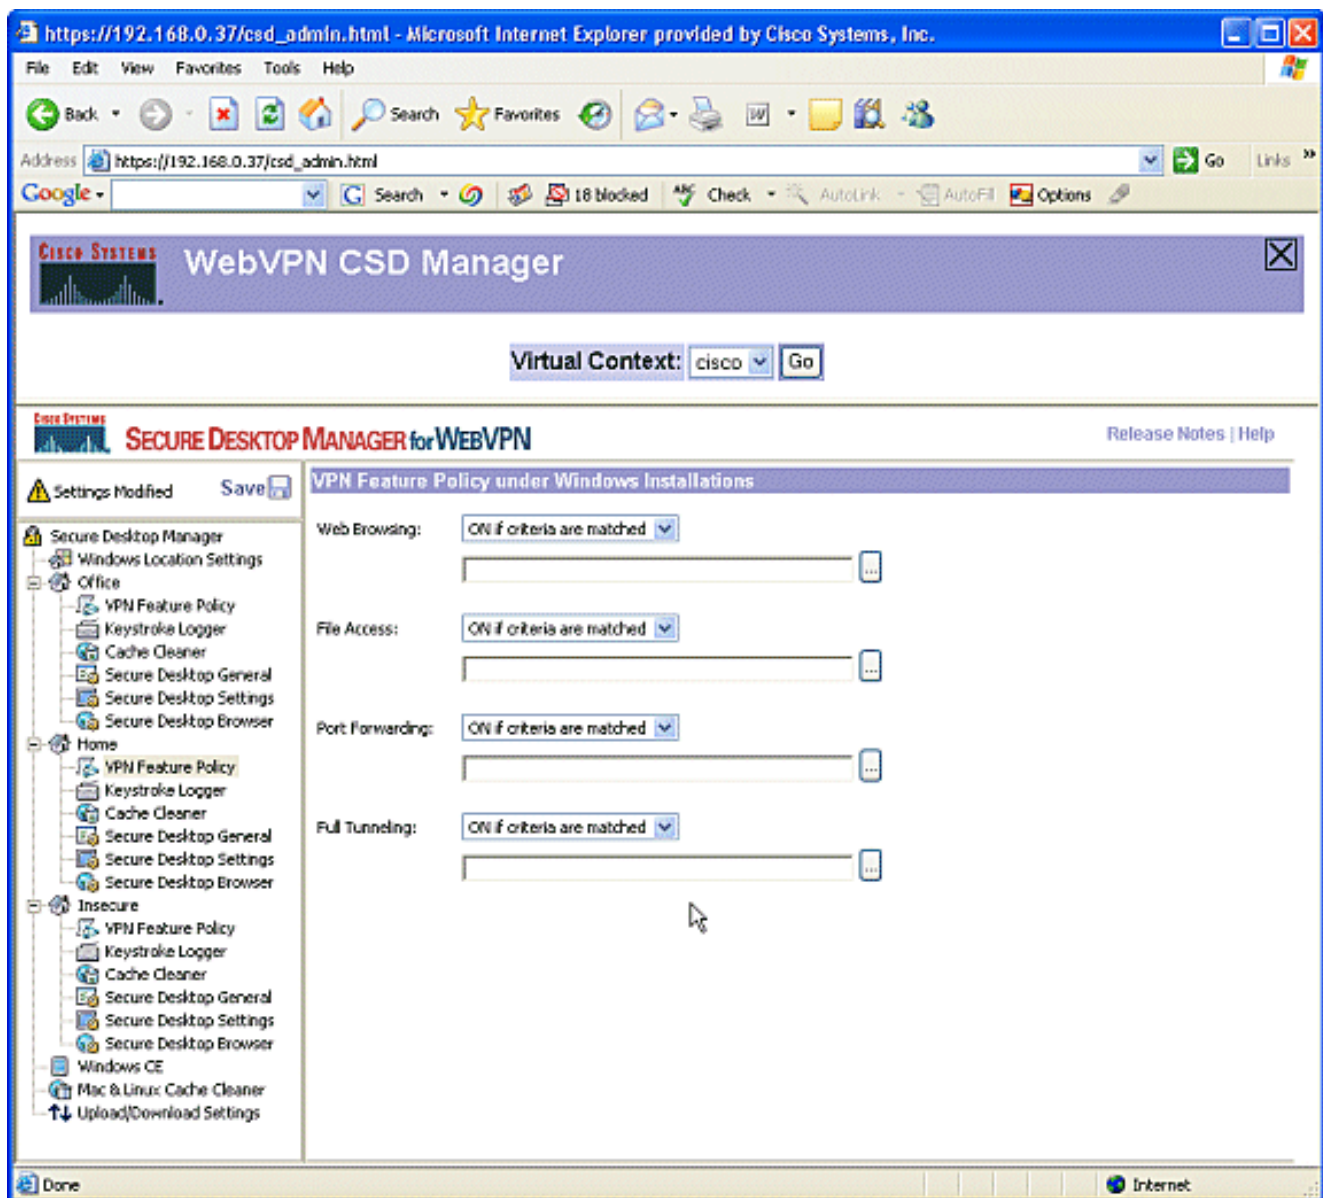 https://192.168.0.37/csd_admin.html - Microsoft Internet Explorer provided by Cisco Systems, Inc.
File Edit View Favorites Tools Help
Back Search Favorites
Address https://192.168.0.37/csd_admin.html Go Links »
Google Search 18 blocked ABC Check AutoLink AutoFill Options
CISCO SYSTEMS WebVPN CSD Manager
Virtual Context: cisco Go
CISCO SYSTEMS SECURE DESKTOP MANAGER for WEBVPN Release Notes | Help
Settings Modified Save
Secure Desktop Manager
Windows Location Settings
Office
VPN Feature Policy
Keystroke Logger
Cache Cleaner
Secure Desktop General
Secure Desktop Settings
Secure Desktop Browser
Home
VPN Feature Policy
Keystroke Logger
Cache Cleaner
Secure Desktop General
Secure Desktop Settings
Secure Desktop Browser
Insecure
VPN Feature Policy
Keystroke Logger
Cache Cleaner
Secure Desktop General
Secure Desktop Settings
Secure Desktop Browser
Windows CE
Mac & Linux Cache Cleaner
Upload/Download Settings
VPN Feature Policy under Windows Installations
Web Browsing: ON if criteria are matched
...
File Access: ON if criteria are matched
...
Port Forwarding: ON if criteria are matched
...
Full Tunneling: ON if criteria are matched
...
Done Internet